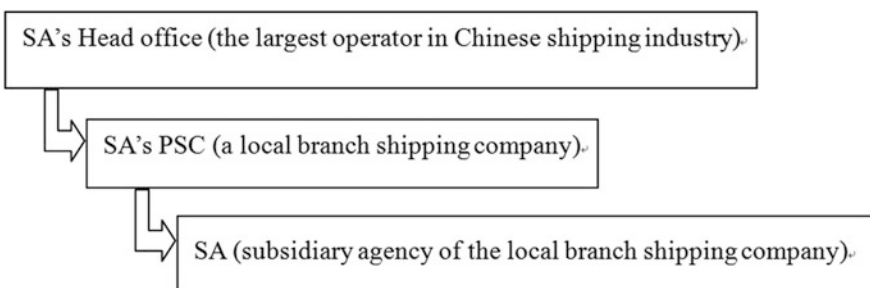 SA’s Head office (the largest operator in Chinese shipping industry)
SA’s PSC (a local branch shipping company)
SA (subsidiary agency of the local branch shipping company)